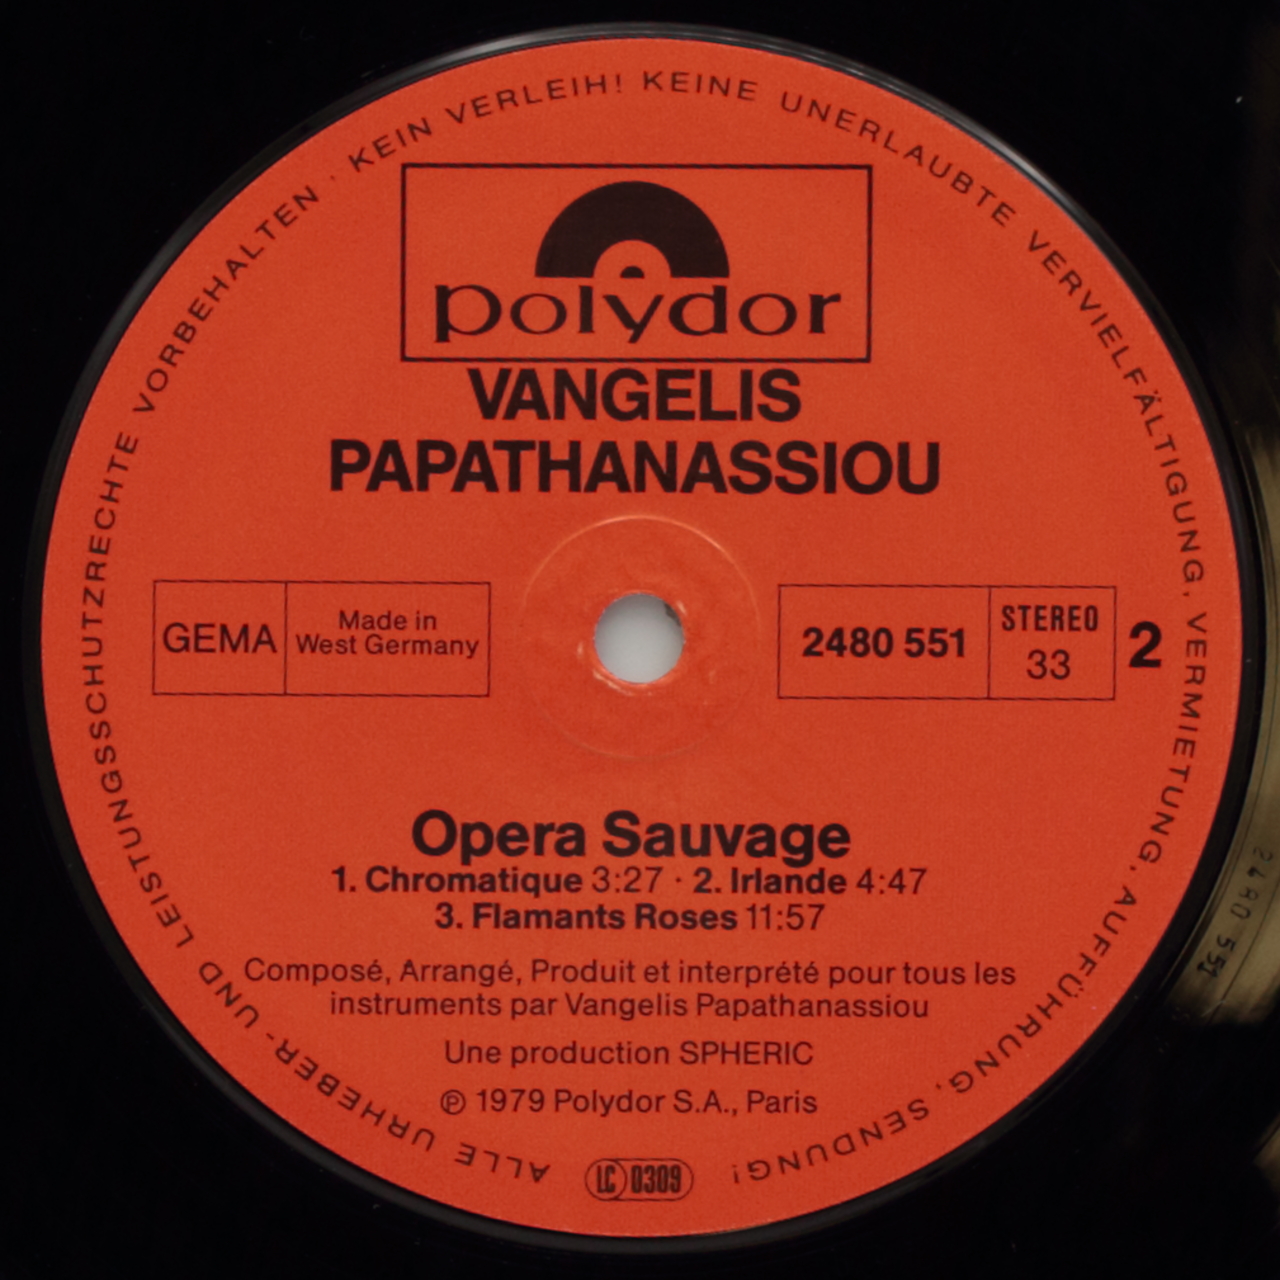 ALLE URHEBER- UND LEISTUNGSSCHUTZRECHTE VORBEHALTEN · KEIN VERLEIH! KEINE UNERLAUBTE VERVIELFÄLTIGUNG, VERMIETUNG, AUFFÜHRUNG, SENDUNG!
polydor
VANGELIS
PAPATHANASSIOU
GEMA
Made in
West Germany
2480 551
STEREO
33
2
Opera Sauvage
1. Chromatique 3:27 · 2. Irlande 4:47
3. Flamants Roses 11:57
Composé, Arrangé, Produit et interprété pour tous les
instruments par Vangelis Papathanassiou
Une production SPHERIC
℗ 1979 Polydor S.A., Paris
LC 0309
2480 551